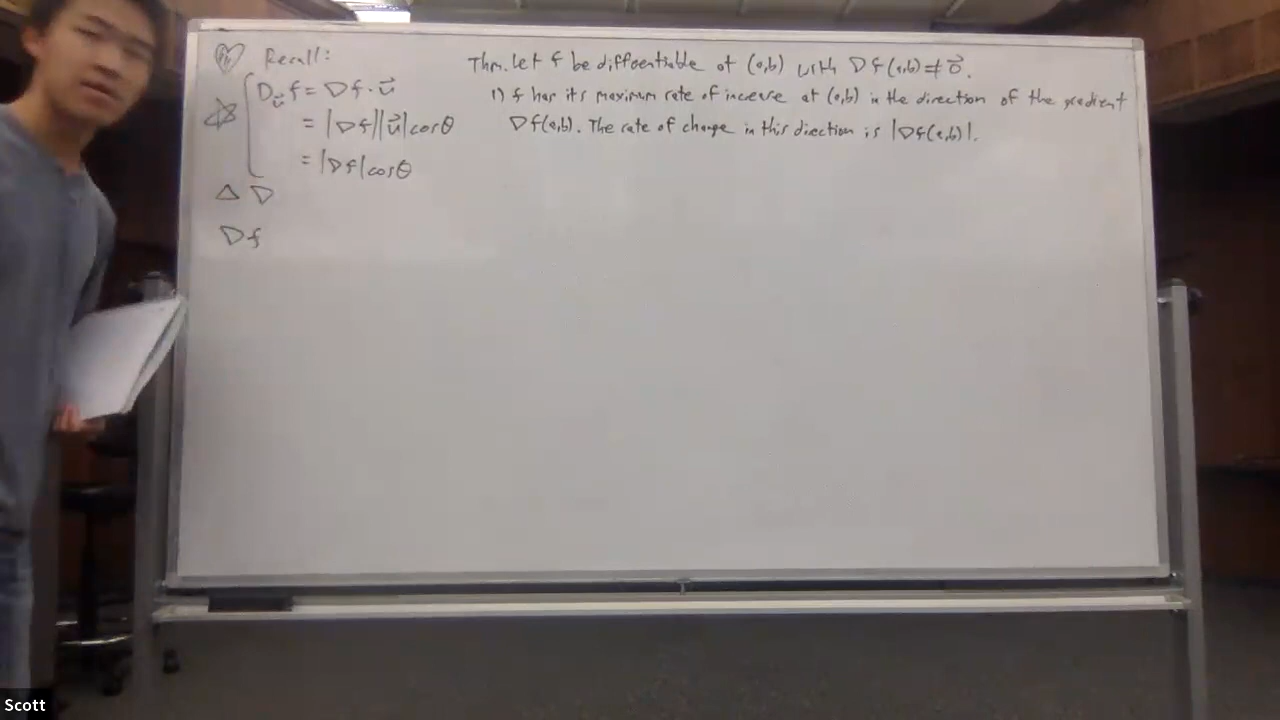 Recall:
D_u⃗ f = ∇f · u⃗
= |∇f||u⃗|cosθ
= |∇f|cosθ
△ ▽
∇f
Thm. Let f be differentiable at (a,b) with ∇f(a,b) ≠ 0⃗.
1) f has its maximum rate of increase at (a,b) in the direction of the gradient
∇f(a,b). The rate of change in this direction is |∇f(a,b)|.
Scott